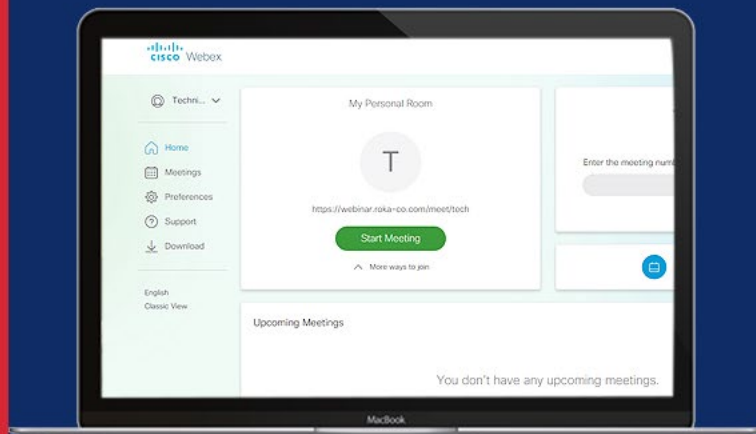 cisco Webex
Techni...
Home
Meetings
Preferences
Support
Download
English
Classic View
My Personal Room
T
https://webinar.roka-co.com/meet/tech
Start Meeting
More ways to join
Enter the meeting num
Upcoming Meetings
You don't have any upcoming meetings.
MacBook